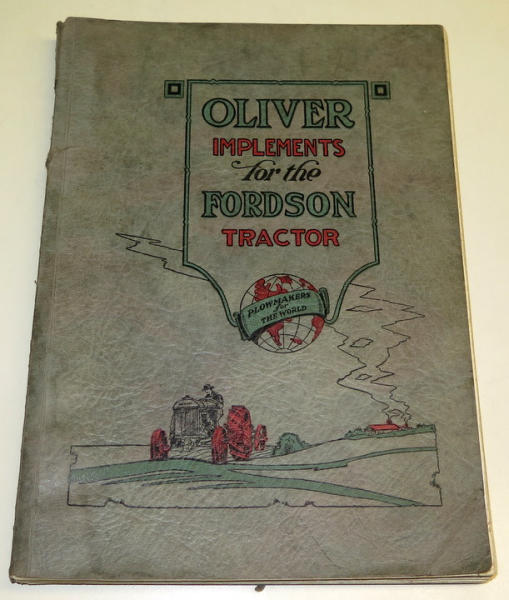 OLIVER
IMPLEMENTS
for the
FORDSON
TRACTOR
PLOWMAKERS
for
THE WORLD